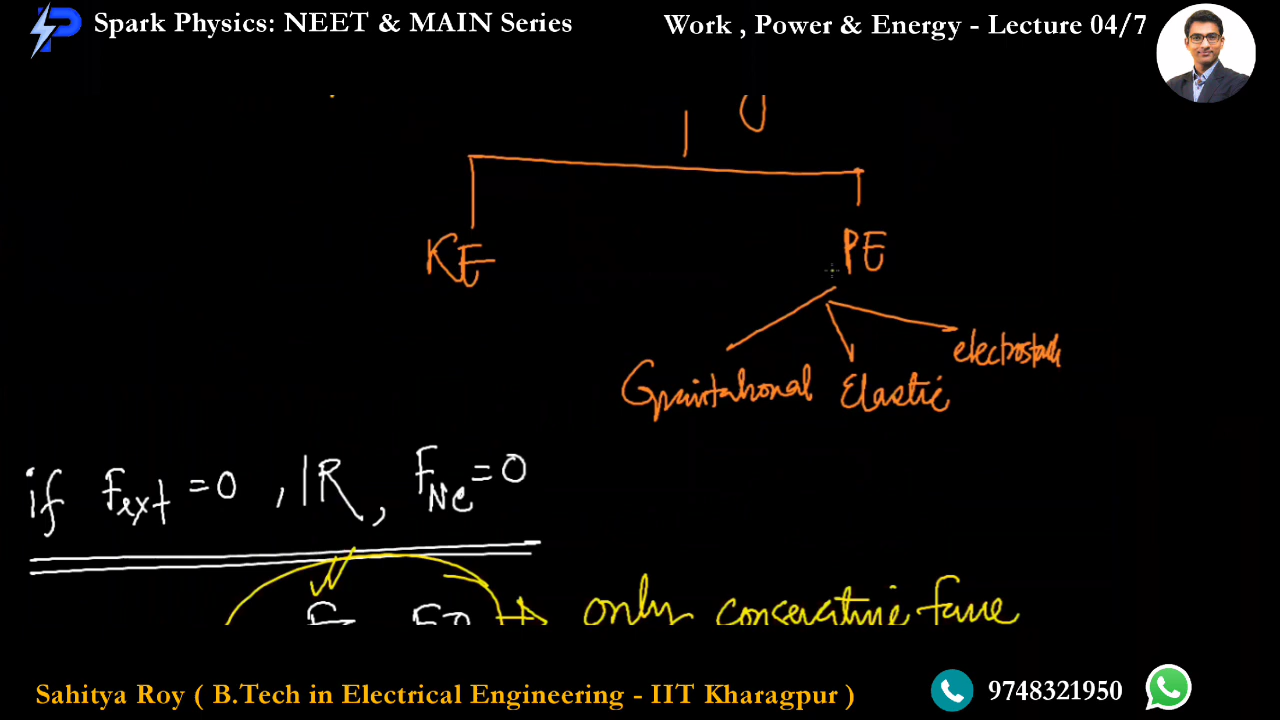 Spark Physics: NEET & MAIN Series
Work , Power & Energy - Lecture 04/7
KE
PE
Gravitational Elastic electrostatic
if Fext = 0 , IR , FNC = 0
only conservative force
Sahitya Roy ( B.Tech in Electrical Engineering - IIT Kharagpur )
9748321950